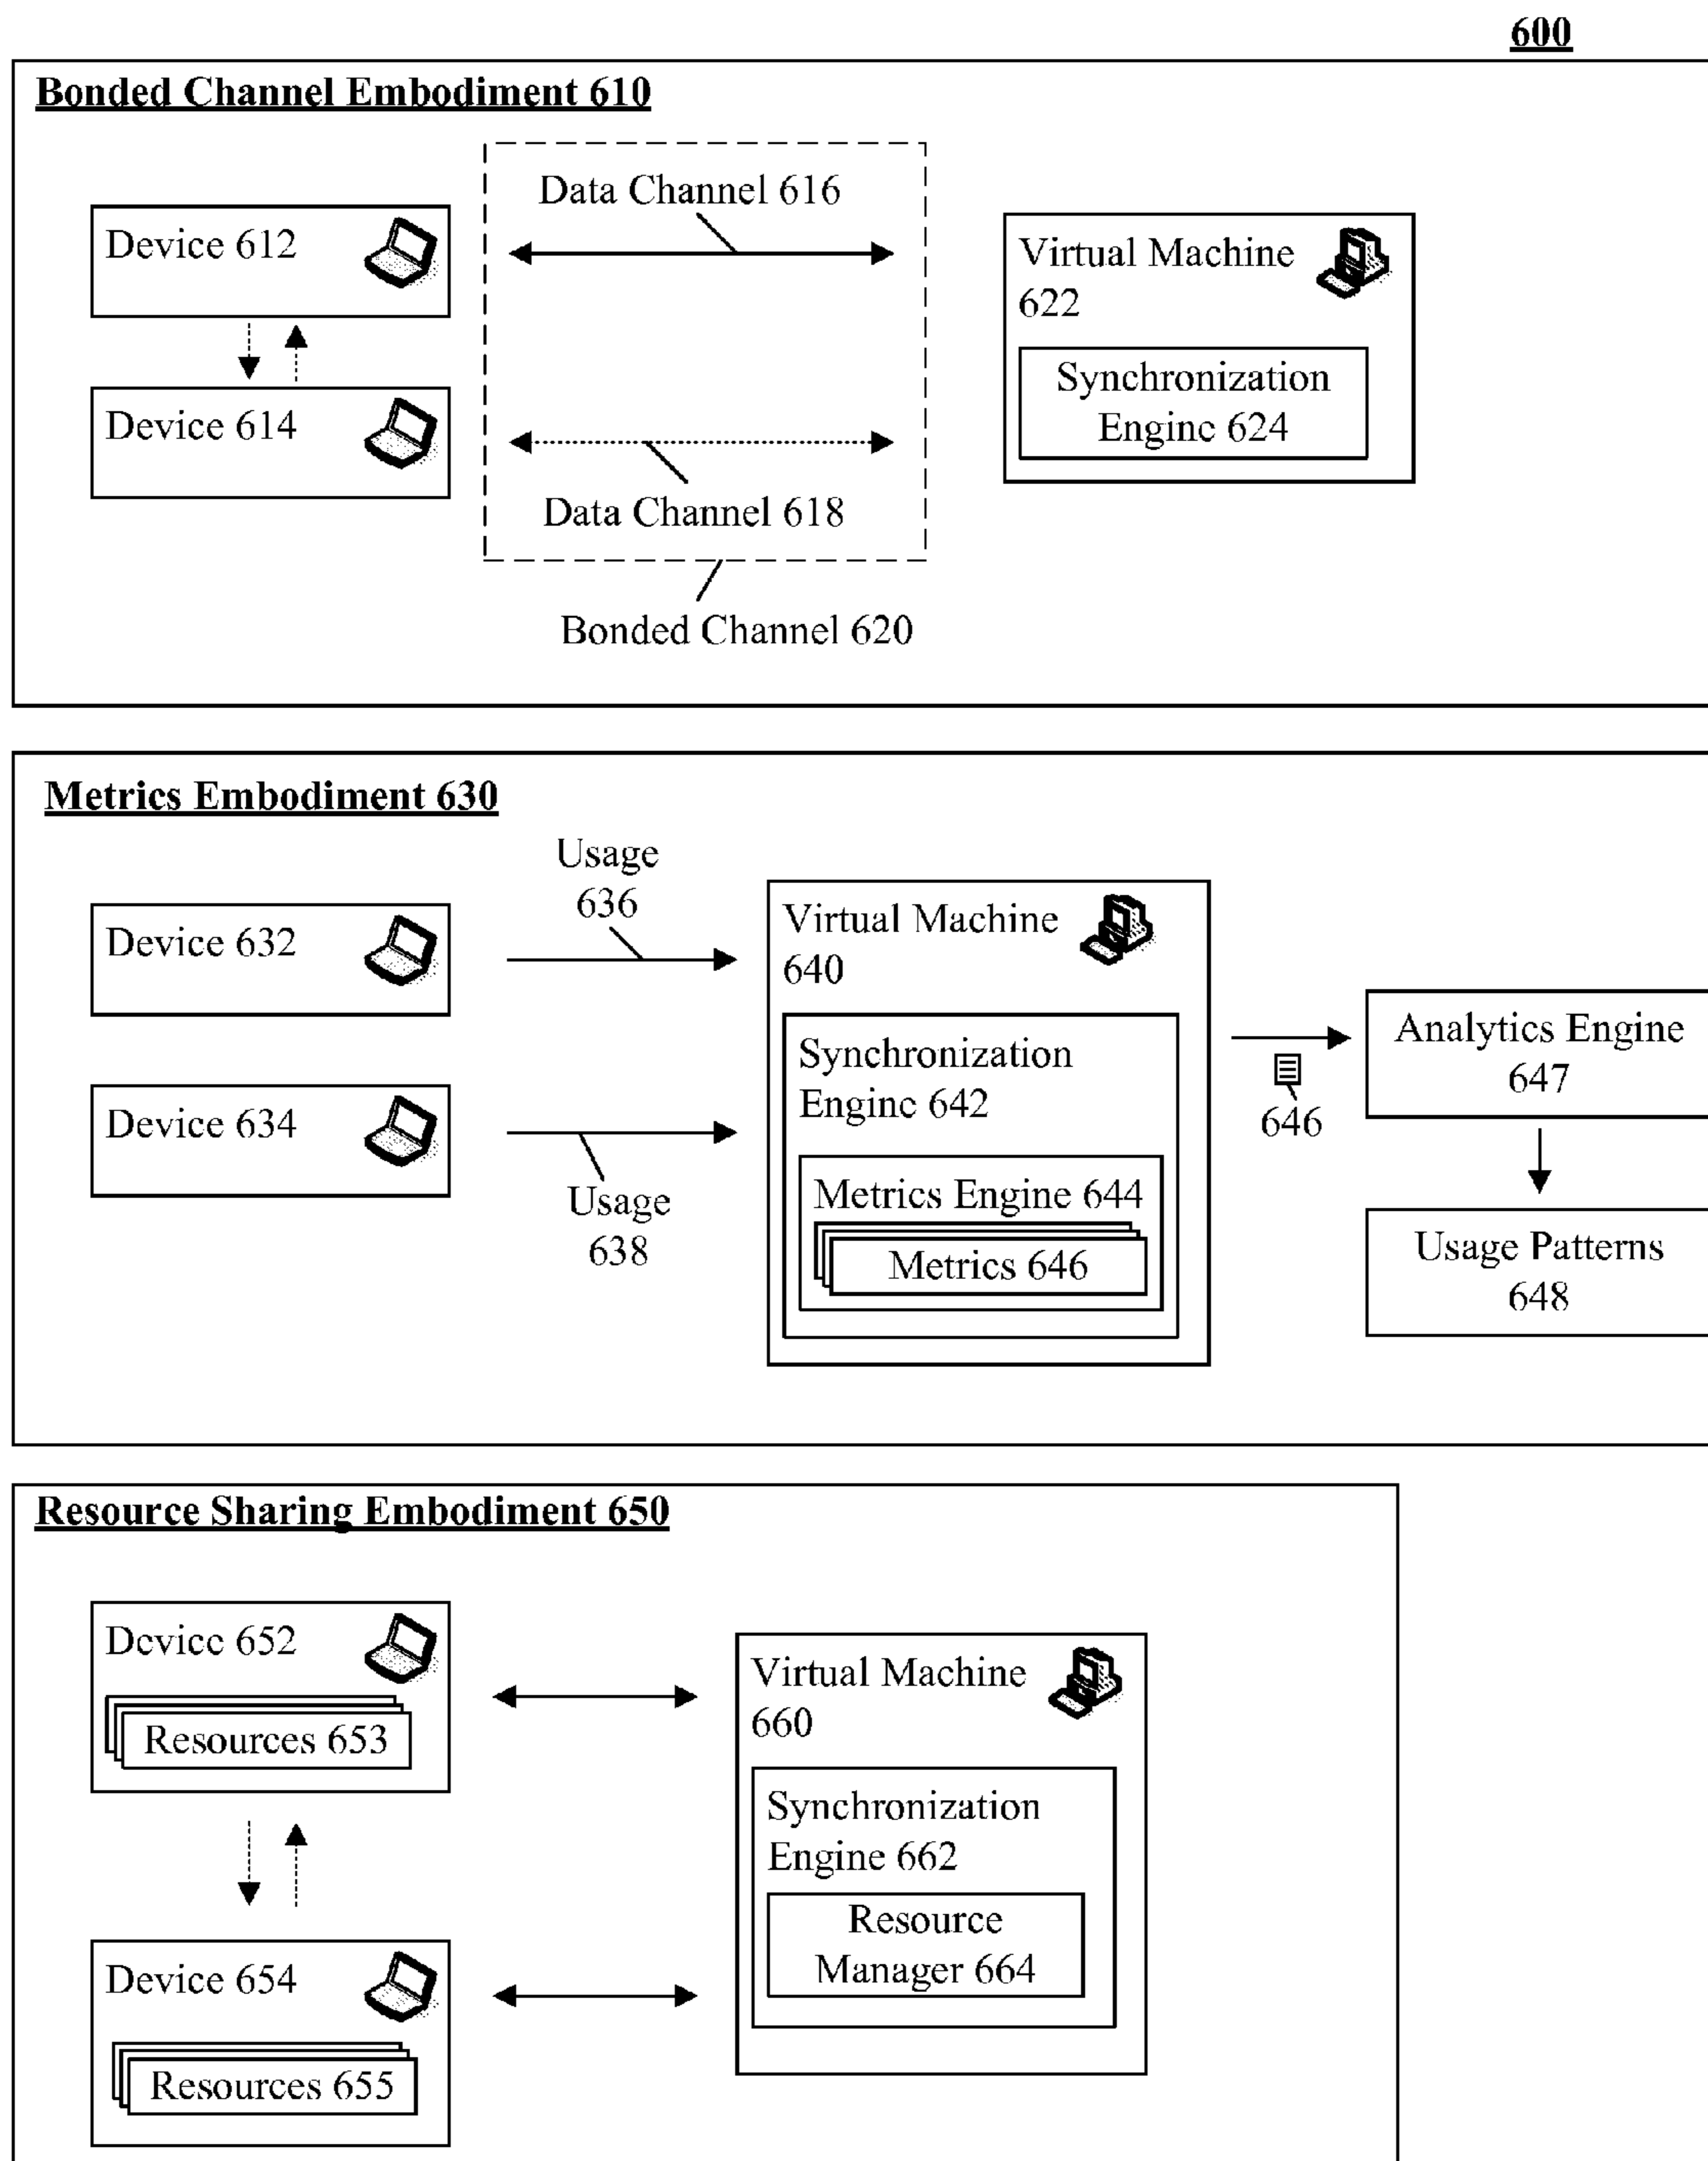 600
Bonded Channel Embodiment 610
Data Channel 616
Device 612
Virtual Machine
622
Synchronization
Engine 624
Device 614
Data Channel 618
Bonded Channel 620
Metrics Embodiment 630
Usage
636
Device 632
Virtual Machine
640
Synchronization
Engine 642
Analytics Engine
647
646
Device 634
Usage
638
Metrics Engine 644
Metrics 646
Usage Patterns
648
Resource Sharing Embodiment 650
Device 652
Resources 653
Virtual Machine
660
Synchronization
Engine 662
Resource
Manager 664
Device 654
Resources 655